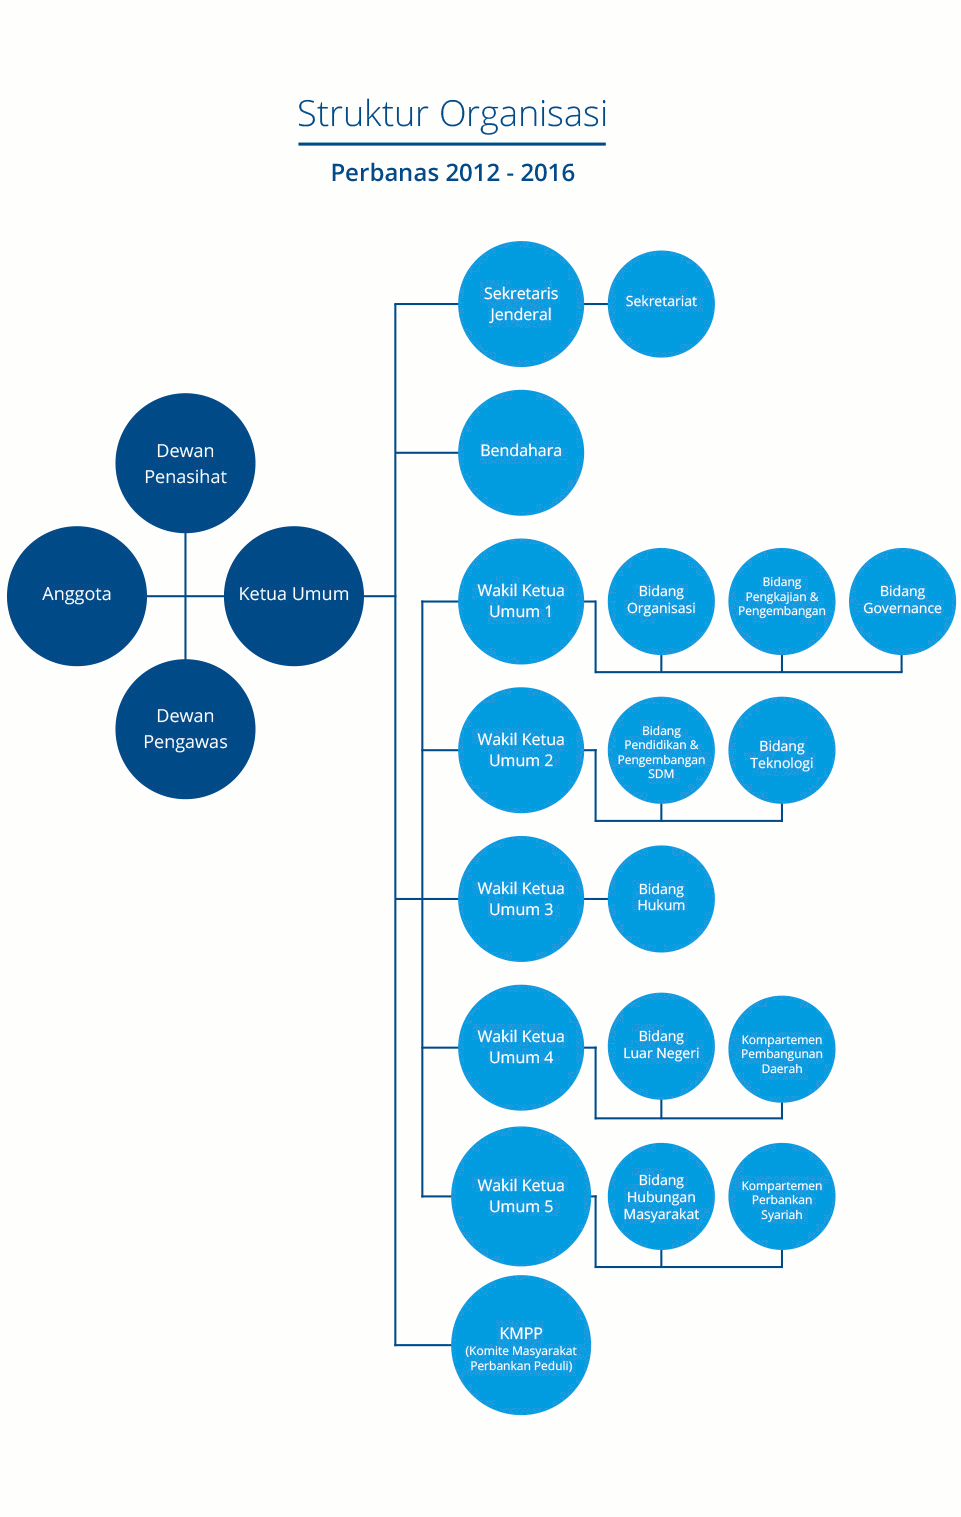 Struktur Organisasi
Perbanas 2012 - 2016
Sekretaris
Jenderal
Sekretariat
Bendahara
Dewan
Penasihat
Anggota
Ketua Umum
Dewan
Pengawas
Wakil Ketua
Umum 1
Bidang
Organisasi
Bidang
Pengkajian &
Pengembangan
Bidang
Governance
Wakil Ketua
Umum 2
Bidang
Pendidikan &
Pengembangan
SDM
Bidang
Teknologi
Wakil Ketua
Umum 3
Bidang
Hukum
Wakil Ketua
Umum 4
Bidang
Luar Negeri
Kompartemen
Pembangunan
Daerah
Wakil Ketua
Umum 5
Bidang
Hubungan
Masyarakat
Kompartemen
Perbankan
Syariah
KMPP
(Komite Masyarakat
Perbankan Peduli)